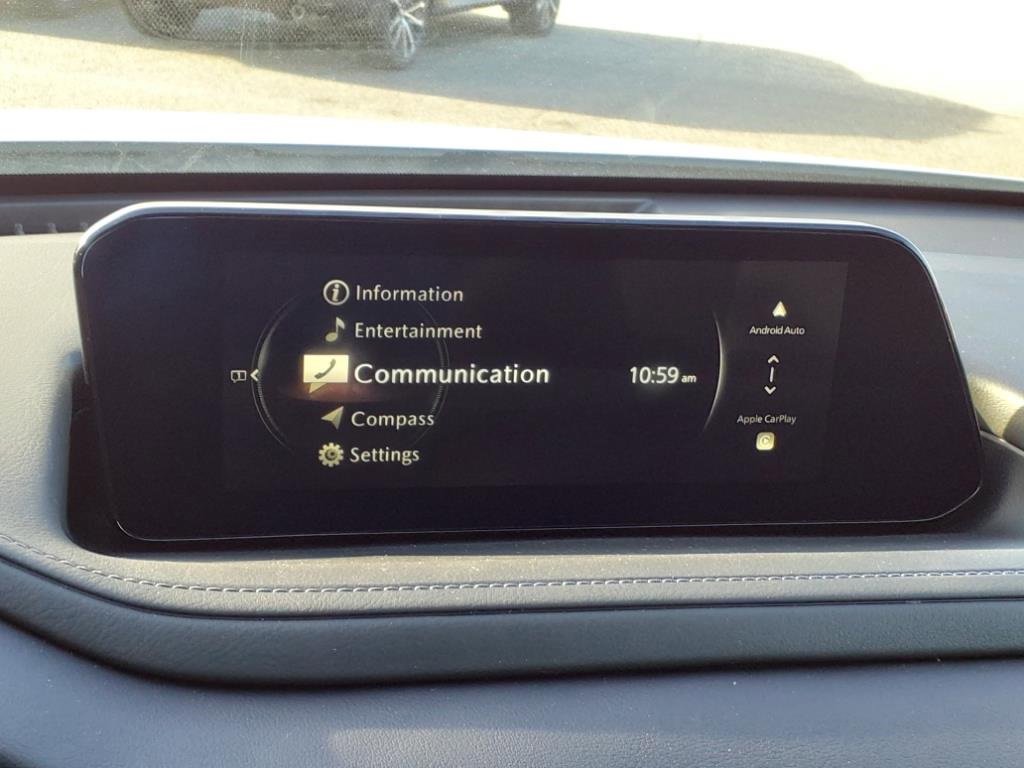 Information
Entertainment
Communication
10:59 am
Compass
Settings
Android Auto
Apple CarPlay